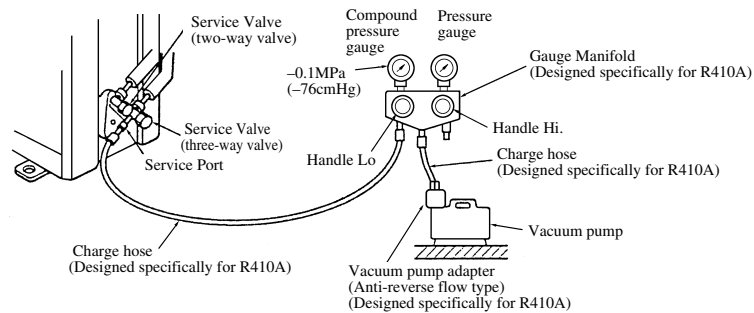 Service Valve
(two-way valve)
Compound
pressure
gauge
Pressure
gauge
–0.1MPa
(–76cmHg)
Gauge Manifold
(Designed specifically for R410A)
Service Valve
(three-way valve)
Service Port
Handle Lo
Handle Hi.
Charge hose
(Designed specifically for R410A)
Vacuum pump
Charge hose
(Designed specifically for R410A)
Vacuum pump adapter
(Anti-reverse flow type)
(Designed specifically for R410A)